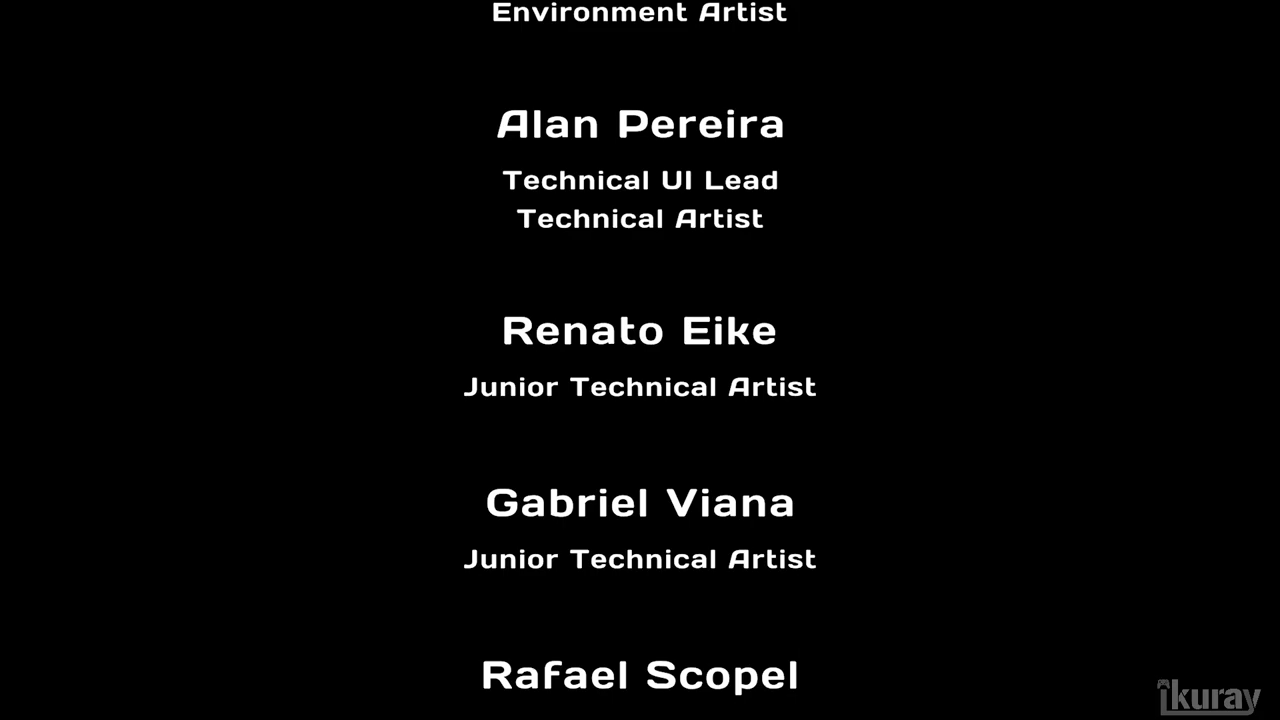 Environment Artist
Alan Pereira
Technical UI Lead
Technical Artist
Renato Eike
Junior Technical Artist
Gabriel Viana
Junior Technical Artist
Rafael Scopel
ikuray